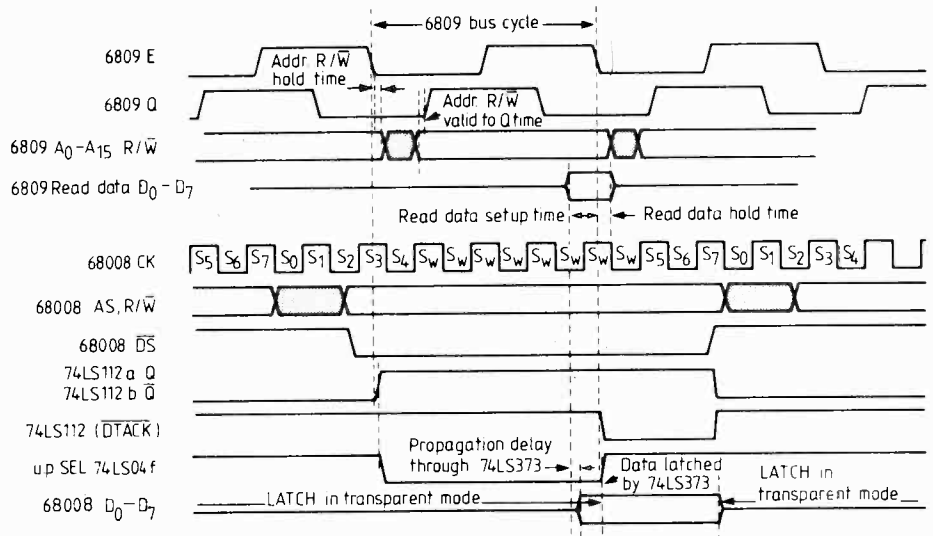 6809 bus cycle
6809 E
Addr. R/W̅
hold time
6809 Q
Addr. R/W̅
valid to Q time
6809 A₀–A₁₅ R/W̅
6809 Read data D₀–D₇
Read data setup time
Read data hold time
68008 CK
S₅ S₆ S₇ S₀ S₁ S₂ S₃ S₄ Sw Sw Sw Sw Sw Sw Sw S₅ S₆ S₇ S₀ S₁ S₂ S₃ S₄
68008 AS, R/W̅
68008 D̅S̅
74LS112 a Q
74LS112 b Q̅
74LS112 (D̅T̅A̅C̅K̅)
Propagation delay
through 74LS373
Data latched
by 74LS373
LATCH in
transparent mode
up SEL 74LS04f
LATCH in transparent mode
68008 D₀–D₇